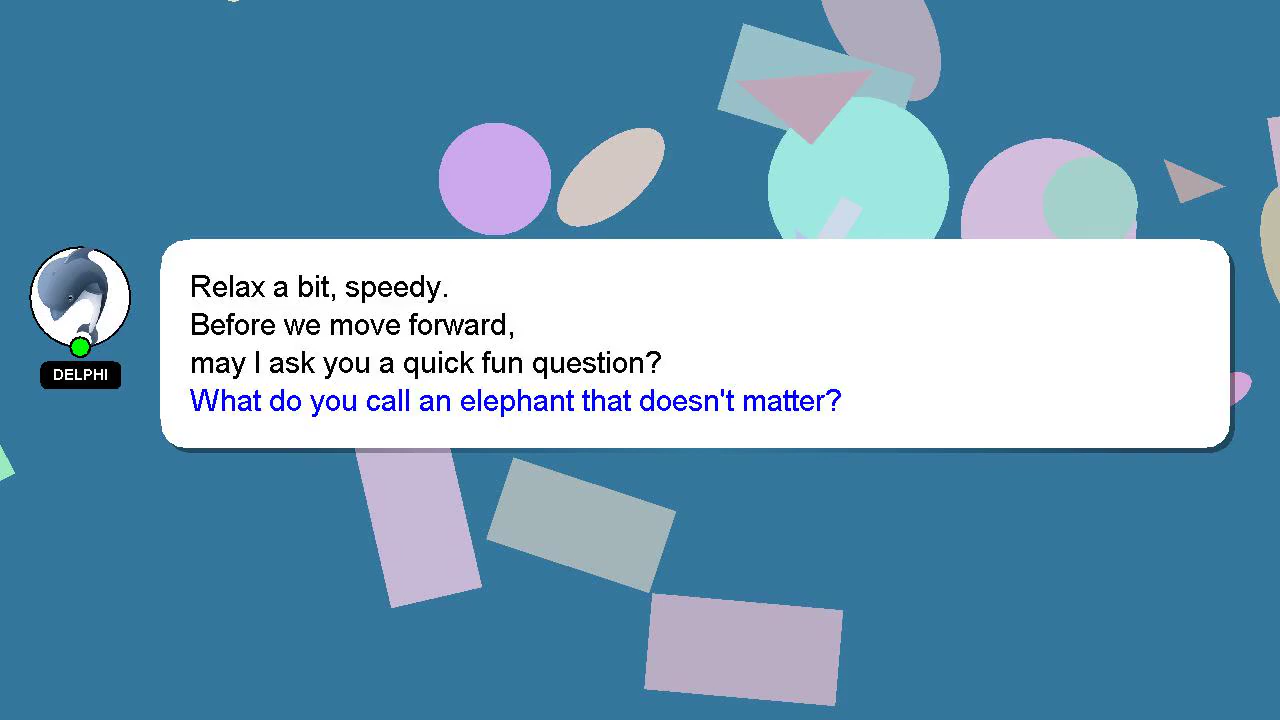 Relax a bit, speedy.
Before we move forward,
may I ask you a quick fun question?
What do you call an elephant that doesn't matter?
DELPHI